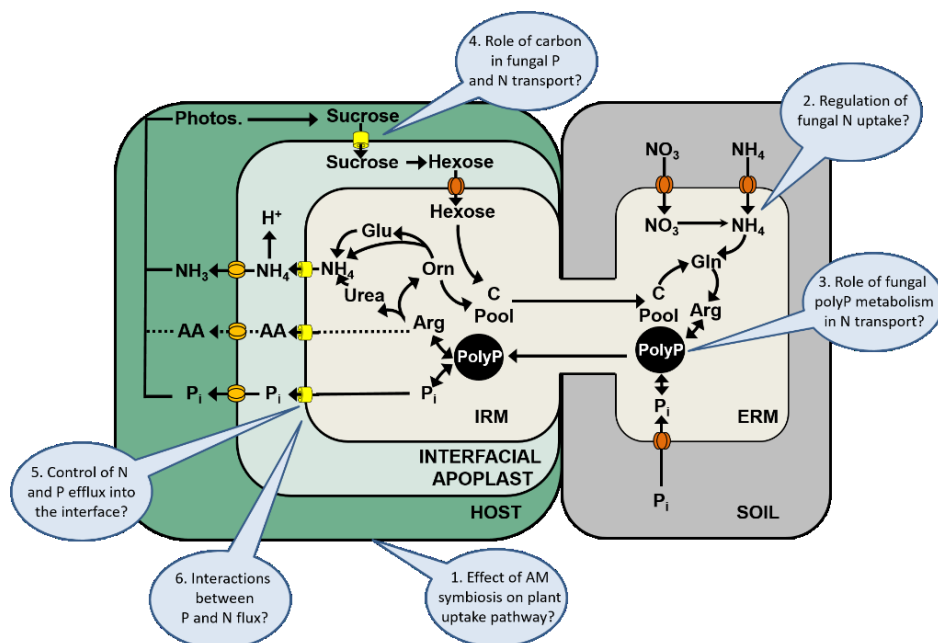 4. Role of carbon
in fungal P
and N transport?
2. Regulation of
fungal N uptake?
Photos.
Sucrose
Sucrose
Hexose
Hexose
NO3
NH4
NO3
NH4
H+
Glu
NH3
NH4
NH4
Orn
Urea
C
Pool
Gln
C
Pool
Arg
3. Role of fungal
polyP metabolism
in N transport?
AA
AA
Arg
PolyP
PolyP
Pi
Pi
Pi
Pi
IRM
ERM
INTERFACIAL
APOPLAST
HOST
Pi
SOIL
5. Control of N
and P efflux into
the interface?
6. Interactions
between
P and N flux?
1. Effect of AM
symbiosis on plant
uptake pathway?